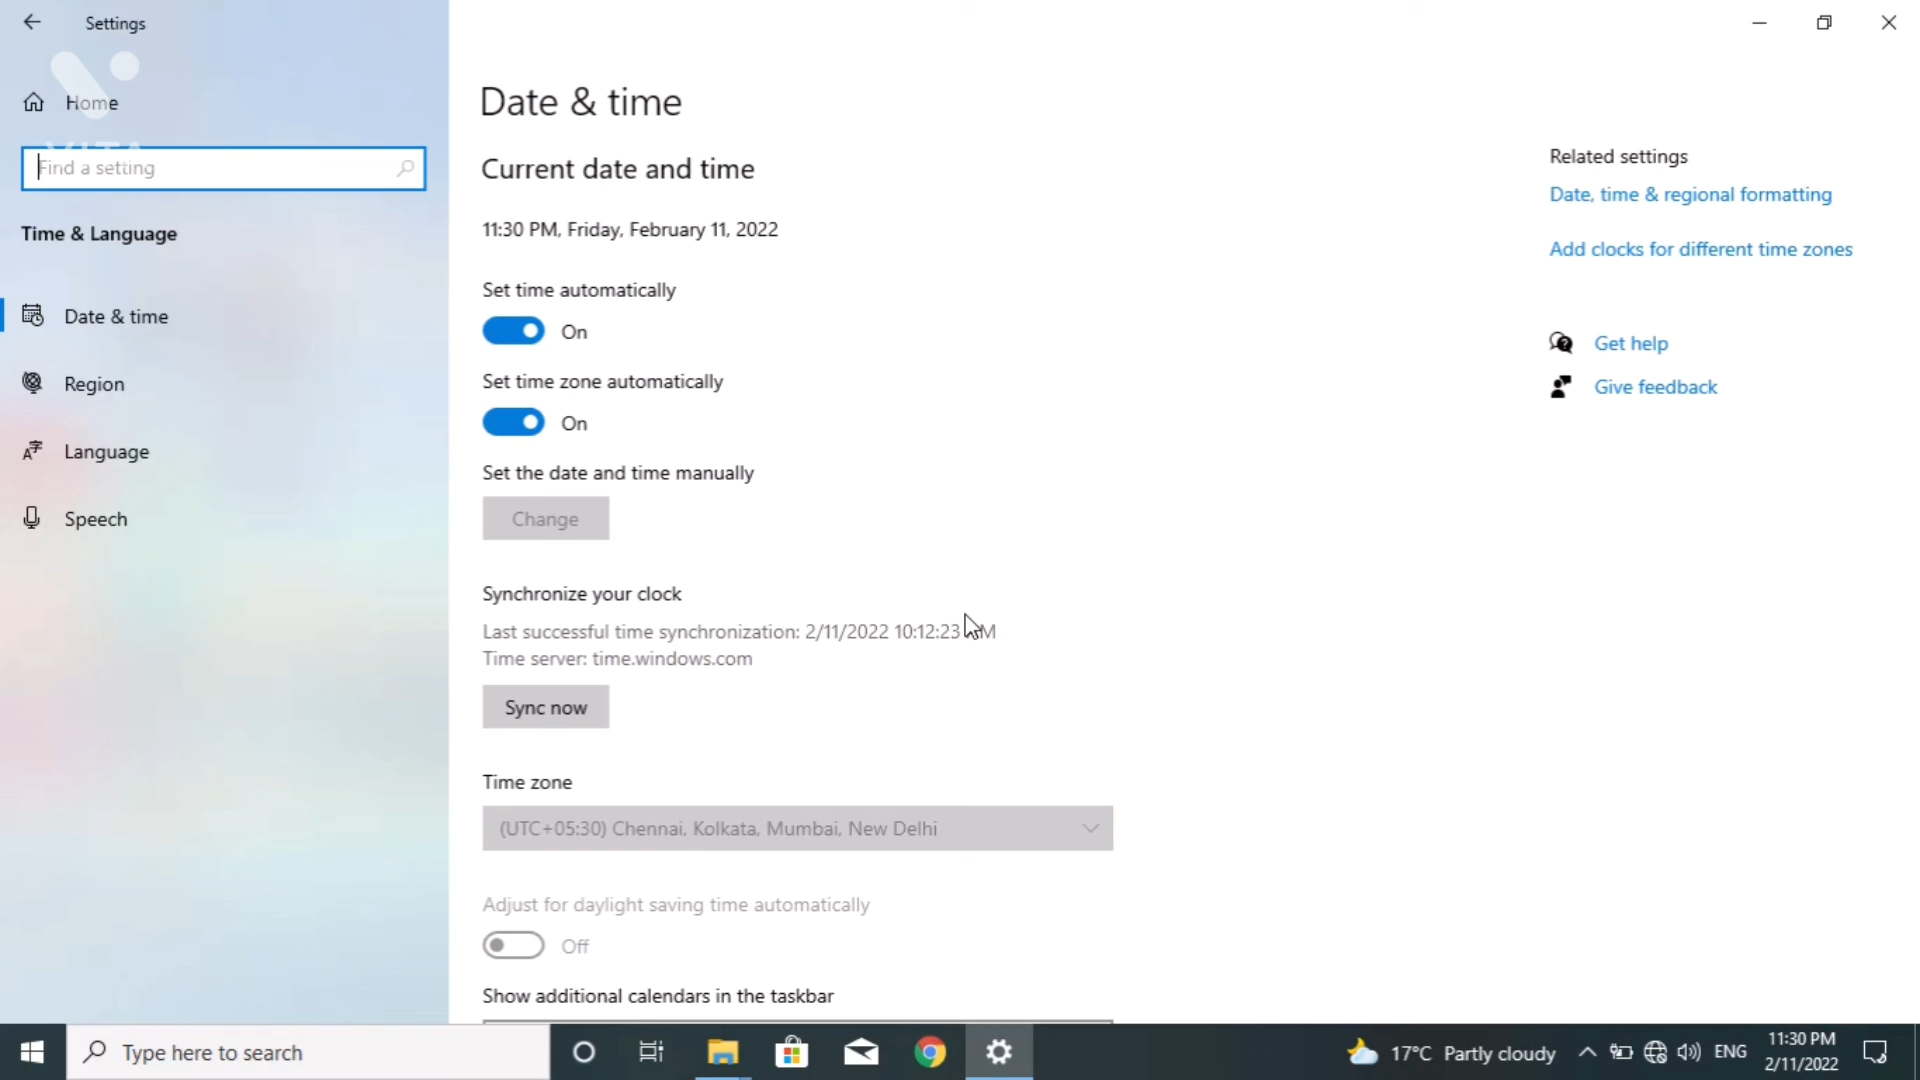 Settings
Home
VITA
Find a setting
Time & Language
Date & time
Region
Language
Speech
Date & time
Current date and time
11:30 PM, Friday, February 11, 2022
Set time automatically
On
Set time zone automatically
On
Set the date and time manually
Change
Synchronize your clock
Last successful time synchronization: 2/11/2022 10:12:23 M
Time server: time.windows.com
Sync now
Time zone
(UTC+05:30) Chennai, Kolkata, Mumbai, New Delhi
Adjust for daylight saving time automatically
Off
Show additional calendars in the taskbar
Related settings
Date, time & regional formatting
Add clocks for different time zones
Get help
Give feedback
Type here to search
17°C Partly cloudy
ENG
11:30 PM
2/11/2022